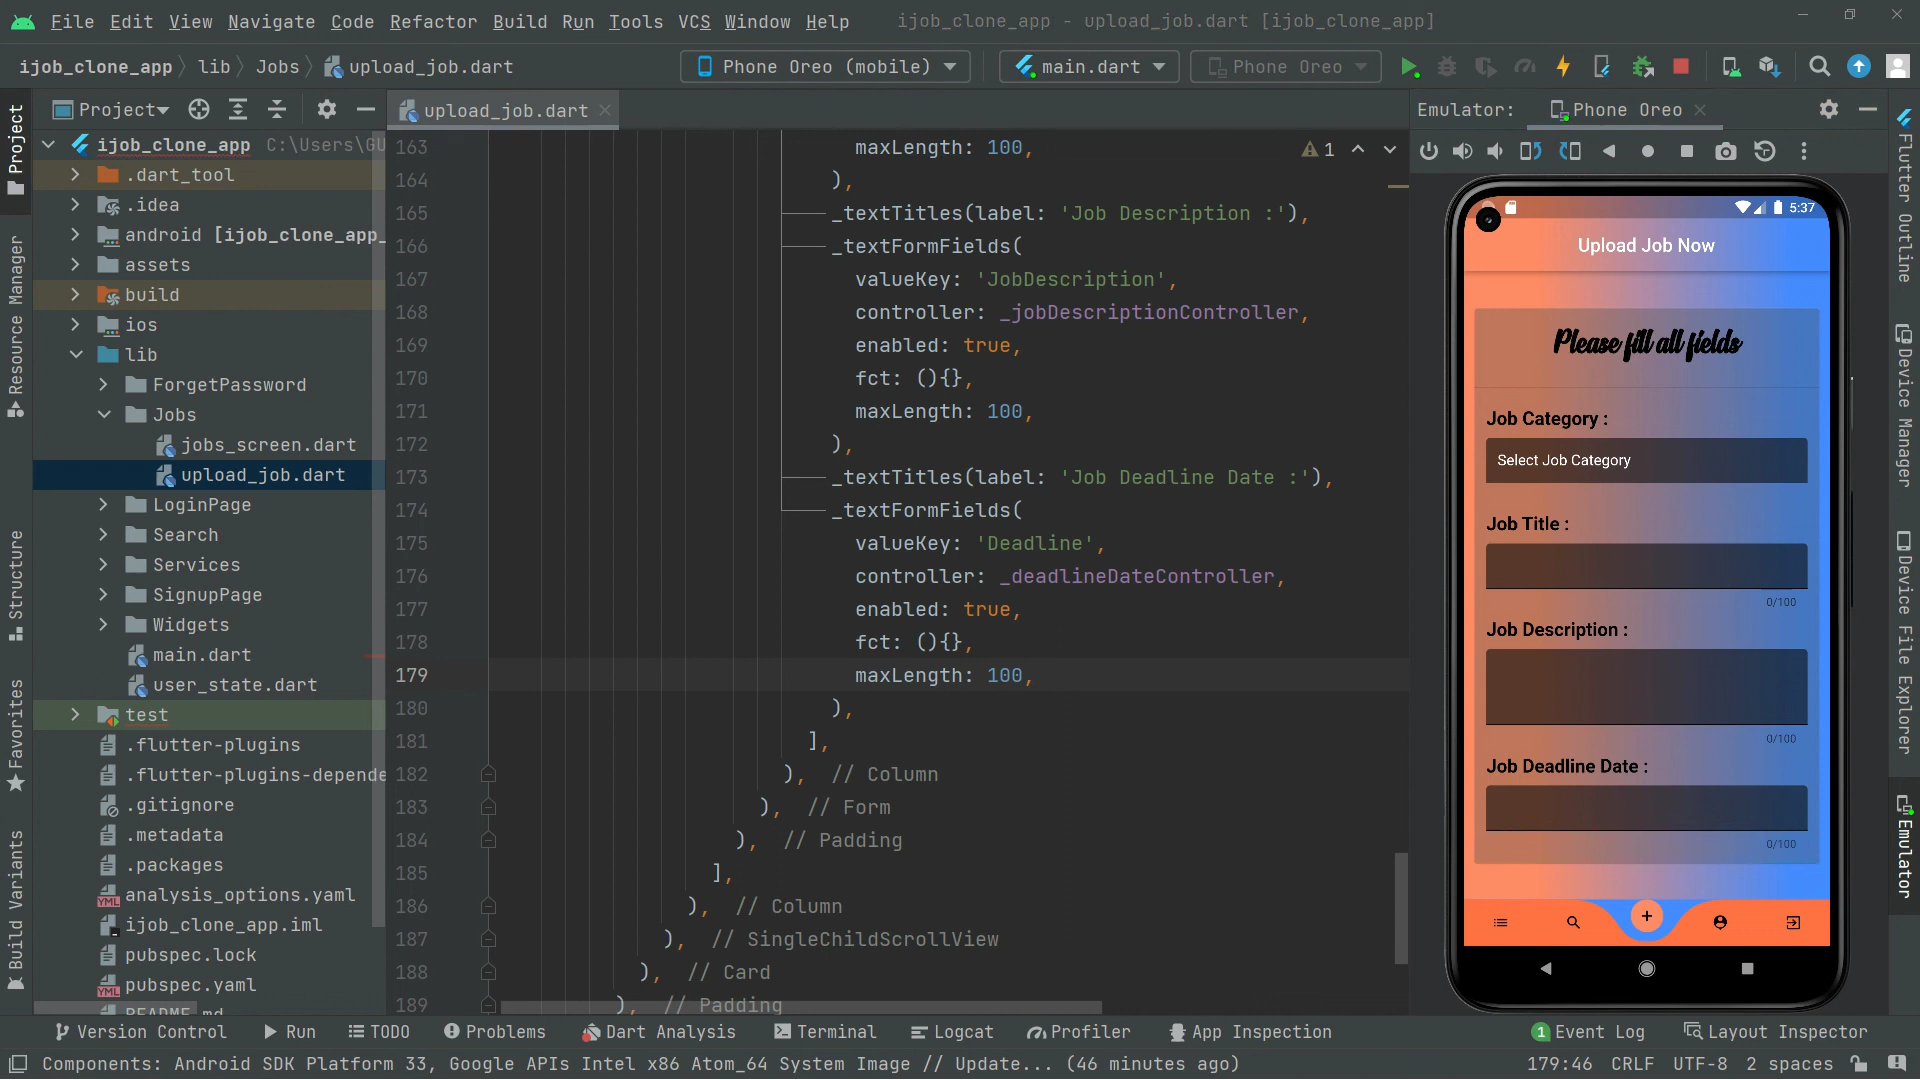 File Edit View Navigate Code Refactor Build Run Tools VCS Window Help ijob_clone_app - upload_job.dart [ijob_clone_app]
ijob_clone_app lib Jobs upload_job.dart Phone Oreo (mobile) main.dart Phone Oreo
Project upload_job.dart Emulator: Phone Oreo
ijob_clone_app C:\Users\GU
.dart_tool
.idea
android [ijob_clone_app_
assets
build
ios
lib
ForgetPassword
Jobs
jobs_screen.dart
upload_job.dart
LoginPage
Search
Services
SignupPage
Widgets
main.dart
user_state.dart
test
.flutter-plugins
.flutter-plugins-depende
.gitignore
.metadata
.packages
analysis_options.yaml
ijob_clone_app.iml
pubspec.lock
pubspec.yaml
README.md
Project
Resource Manager
Structure
Favorites
Build Variants
163 maxLength: 100,
164 ),
165 _textTitles(label: 'Job Description :'),
166 _textFormFields(
167 valueKey: 'JobDescription',
168 controller: _jobDescriptionController,
169 enabled: true,
170 fct: (){},
171 maxLength: 100,
172 ),
173 _textTitles(label: 'Job Deadline Date :'),
174 _textFormFields(
175 valueKey: 'Deadline',
176 controller: _deadlineDateController,
177 enabled: true,
178 fct: (){},
179 maxLength: 100,
180 ),
181 ],
182 ), // Column
183 ), // Form
184 ), // Padding
185 ],
186 ), // Column
187 ), // SingleChildScrollView
188 ), // Card
189 ), // Padding
1
5:37
Upload Job Now
Please fill all fields
Job Category :
Select Job Category
Job Title :
0/100
Job Description :
0/100
Job Deadline Date :
0/100
Flutter Outline
Device Manager
Device File Explorer
Emulator
Version Control Run TODO Problems Dart Analysis Terminal Logcat Profiler App Inspection 1 Event Log Layout Inspector
Components: Android SDK Platform 33, Google APIs Intel x86 Atom_64 System Image // Update... (46 minutes ago) 179:46 CRLF UTF-8 2 spaces